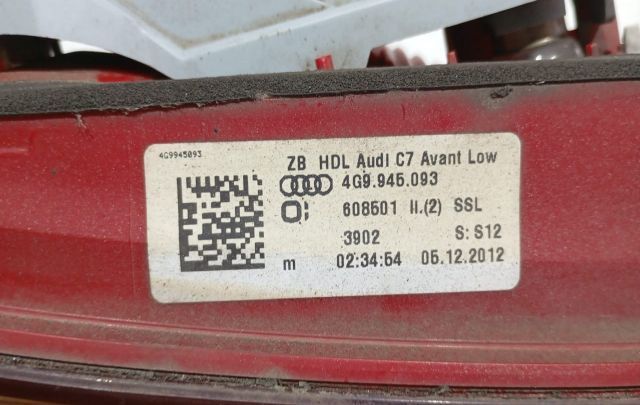 4G9945093
ZB HDL Audi C7 Avant Low
4G9.945.093
608501 II.(2) SSL
3902 S: S12
m 02:34:54 05.12.2012